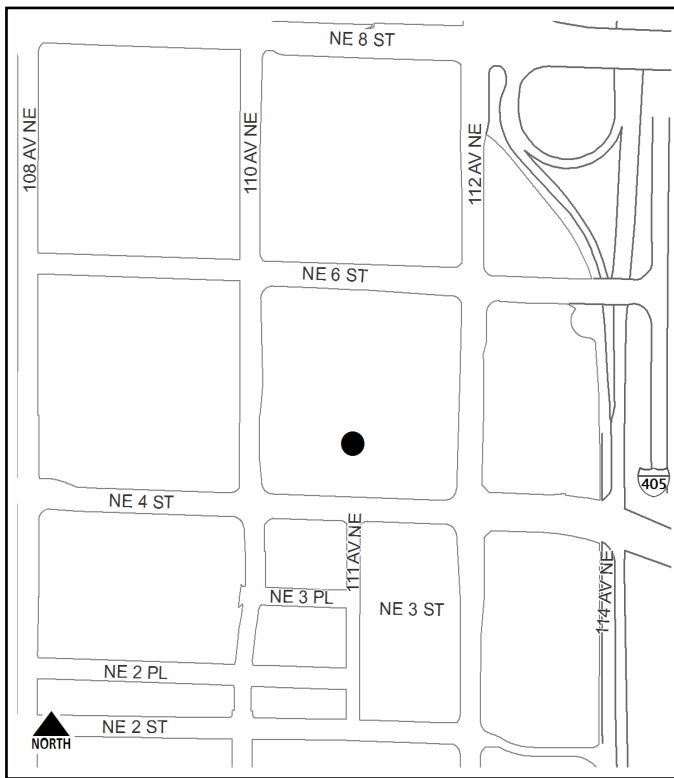 NE 8 ST
108 AV NE
110 AV NE
112 AV NE
NE 6 ST
405
NE 4 ST
111 AV NE
NE 3 PL
NE 3 ST
114 AV NE
NE 2 PL
NE 2 ST
NORTH